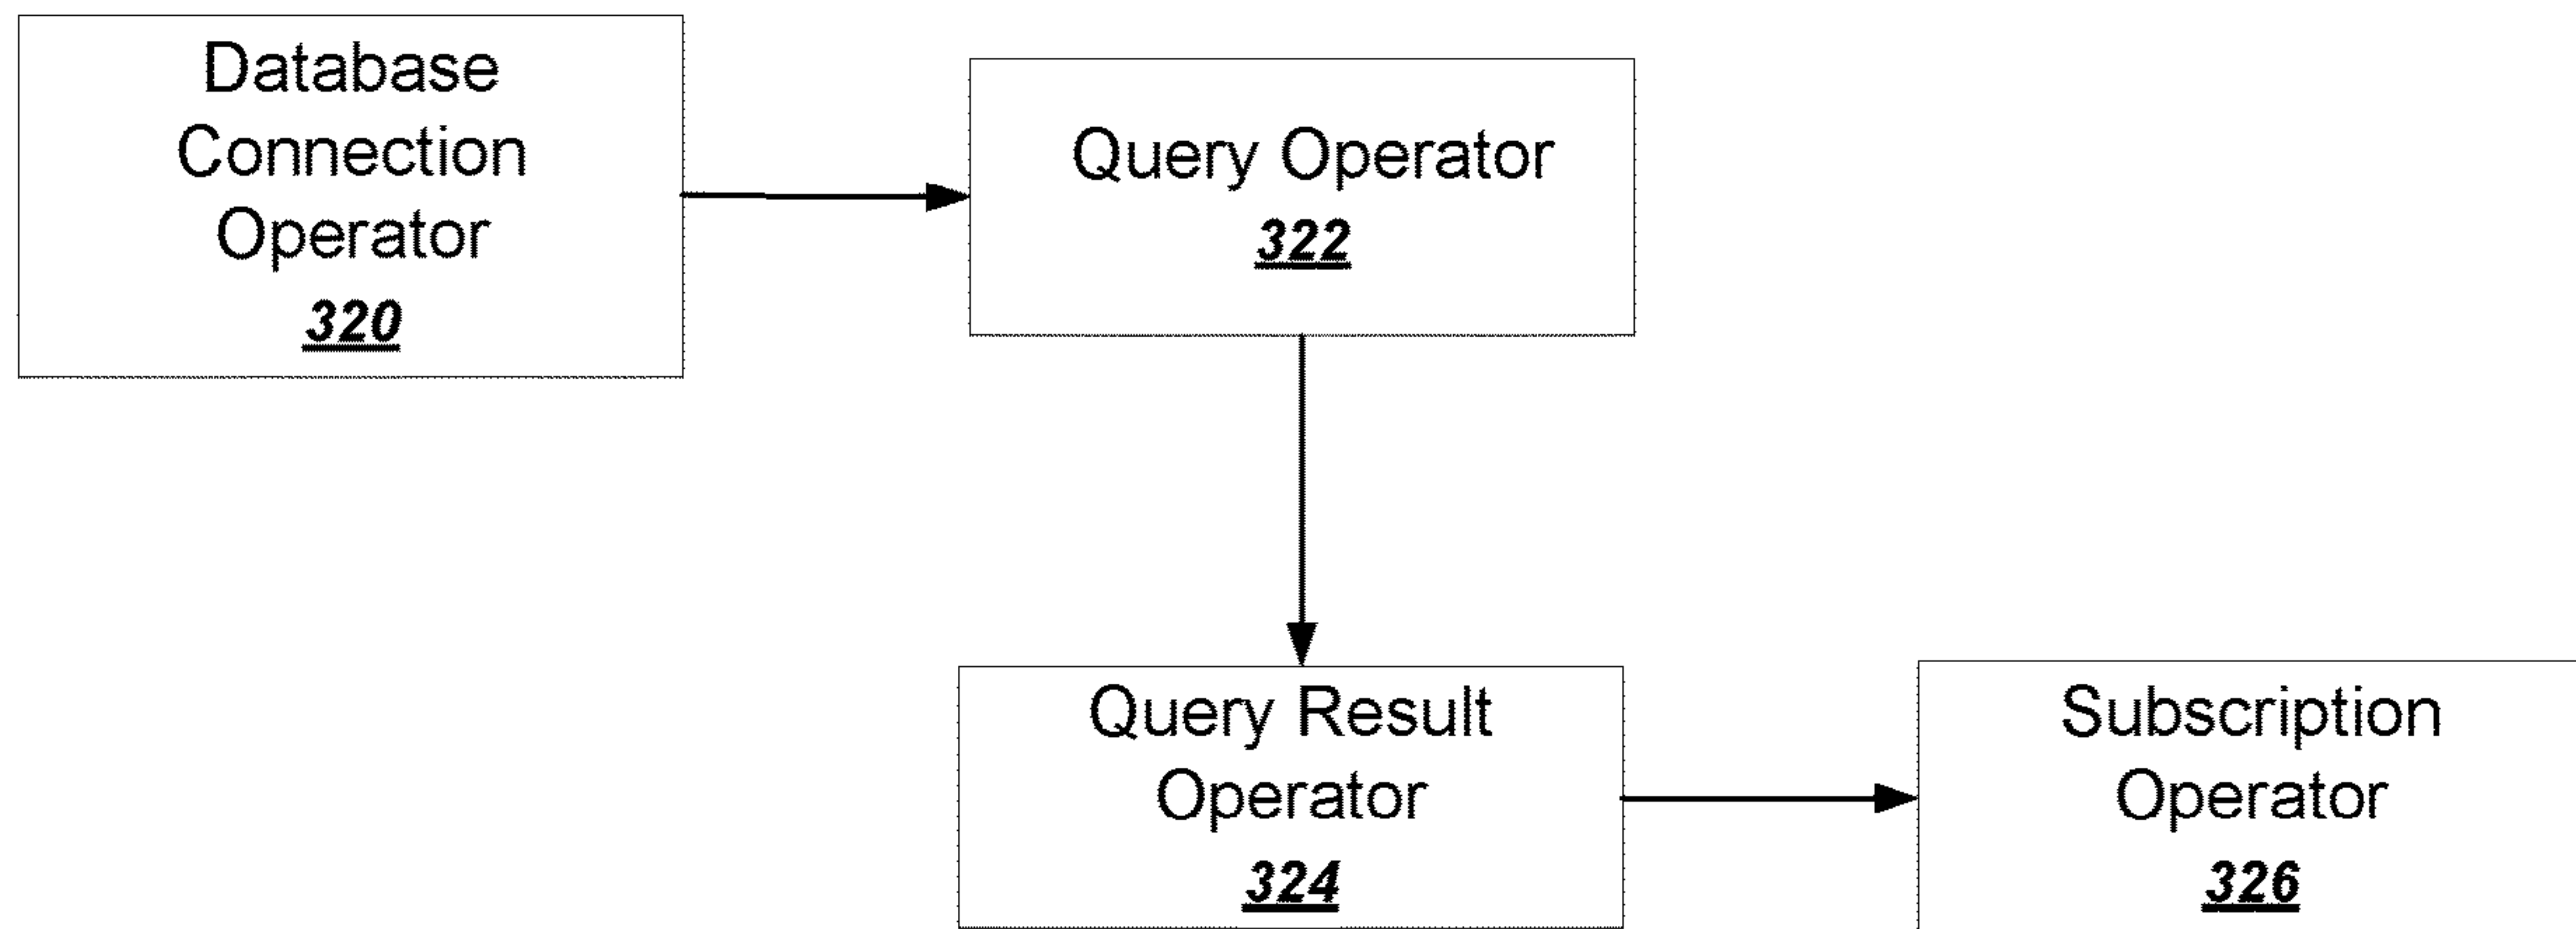 Database
Connection
Operator
320
Query Operator
322
Query Result
Operator
324
Subscription
Operator
326